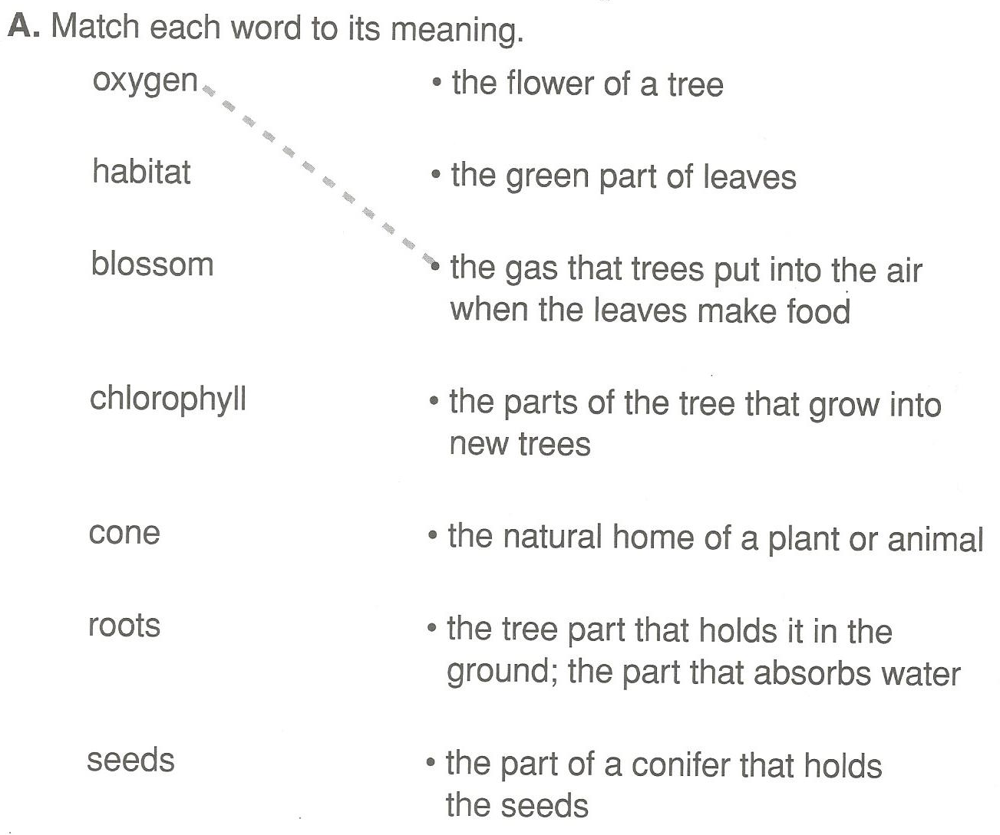 A. Match each word to its meaning.
oxygen • the flower of a tree
habitat • the green part of leaves
blossom • the gas that trees put into the air
when the leaves make food
chlorophyll • the parts of the tree that grow into
new trees
cone • the natural home of a plant or animal
roots • the tree part that holds it in the
ground; the part that absorbs water
seeds • the part of a conifer that holds
the seeds